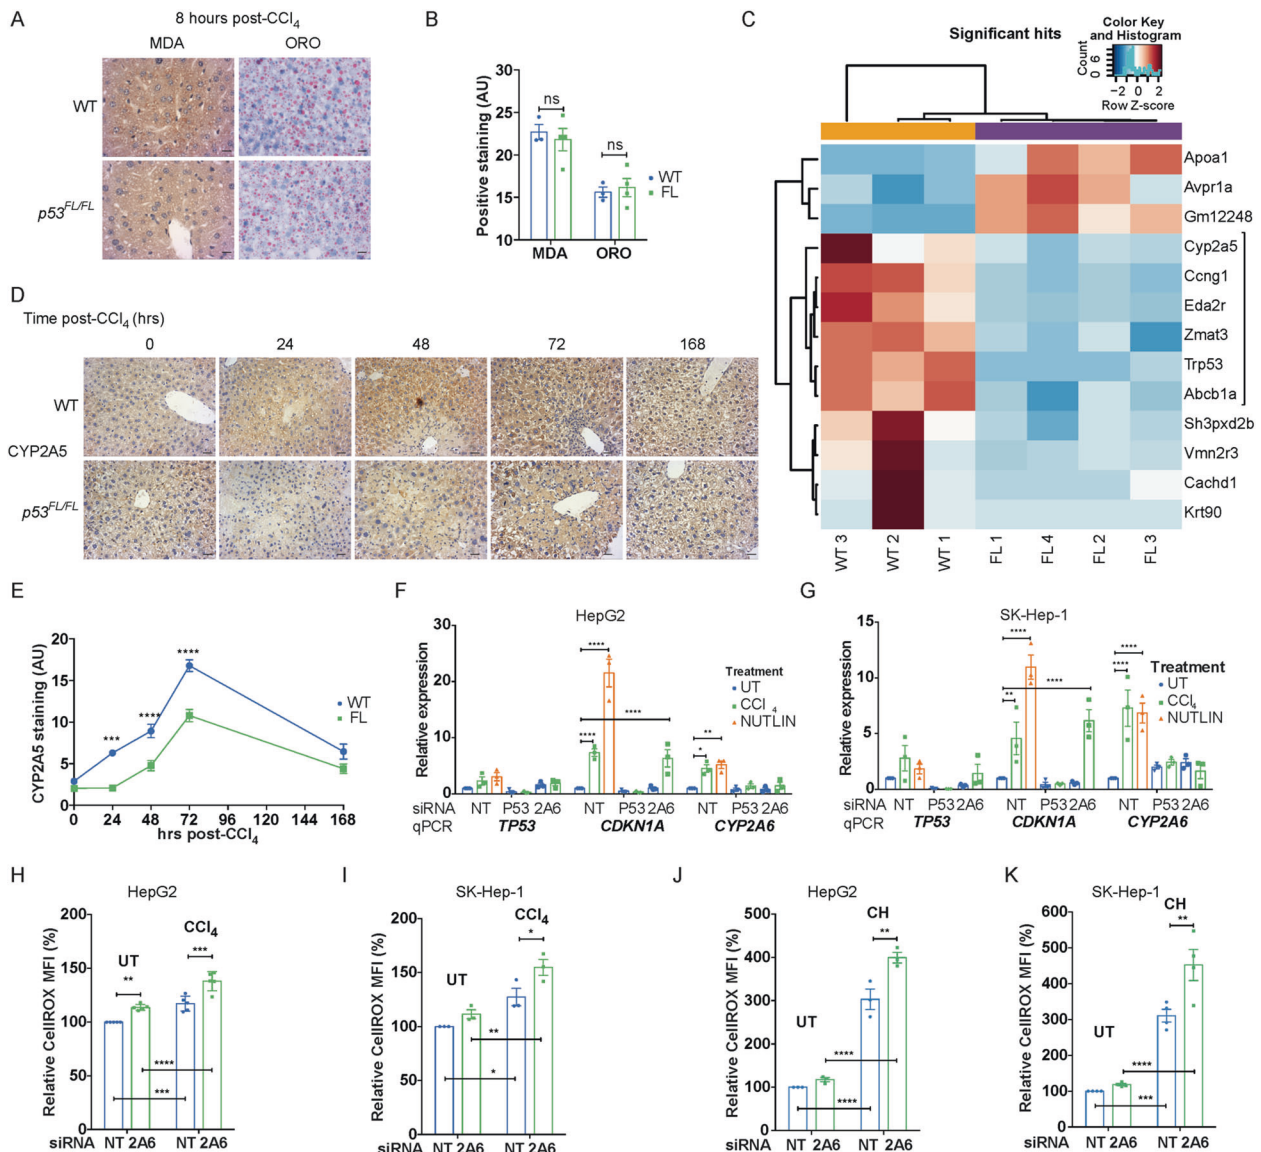 A
8 hours post-CCl4
MDA ORO
WT
p53FL/FL
B
Positive staining (AU)
30
25
20
15
10
ns
ns
MDA ORO
WT
FL
C
Significant hits
Color Key
and Histogram
Count
0 6
−2 0 2
Row Z-score
Apoa1
Avpr1a
Gm12248
Cyp2a5
Ccng1
Eda2r
Zmat3
Trp53
Abcb1a
Sh3pxd2b
Vmn2r3
Cachd1
Krt90
WT 3 WT 2 WT 1 FL 1 FL 4 FL 2 FL 3
D
Time post-CCl4 (hrs)
0 24 48 72 168
WT
CYP2A5
p53FL/FL
E
CYP2A5 staining (AU)
20
15
10
5
0
*** **** ****
WT
FL
0 24 48 72 96 120 144 168
hrs post-CCl4
F
HepG2
Relative expression
30
20
10
0
**** **** **** * **
Treatment
UT
CCl 4
NUTLIN
siRNA NT P53 2A6 NT P53 2A6 NT P53 2A6
qPCR TP53 CDKN1A CYP2A6
G
SK-Hep-1
Relative expression
15
10
5
0
**** ** **** **** ****
Treatment
UT
CCl4
NUTLIN
siRNA NT P53 2A6 NT P53 2A6 NT P53 2A6
qPCR TP53 CDKN1A CYP2A6
H
HepG2
Relative CellROX MFI (%)
200
150
100
50
0
UT
CCl4
** *** **** ***
siRNA NT 2A6 NT 2A6
I
SK-Hep-1
Relative CellROX MFI (%)
200
150
100
50
0
UT
CCl4
* ** *
siRNA NT 2A6 NT 2A6
J
HepG2
Relative CellROX MFI (%)
500
400
300
200
100
0
UT
CH
** **** ****
siRNA NT 2A6 NT 2A6
K
SK-Hep-1
Relative CellROX MFI (%)
600
500
400
300
200
100
0
UT
CH
** **** ***
siRNA NT 2A6 NT 2A6